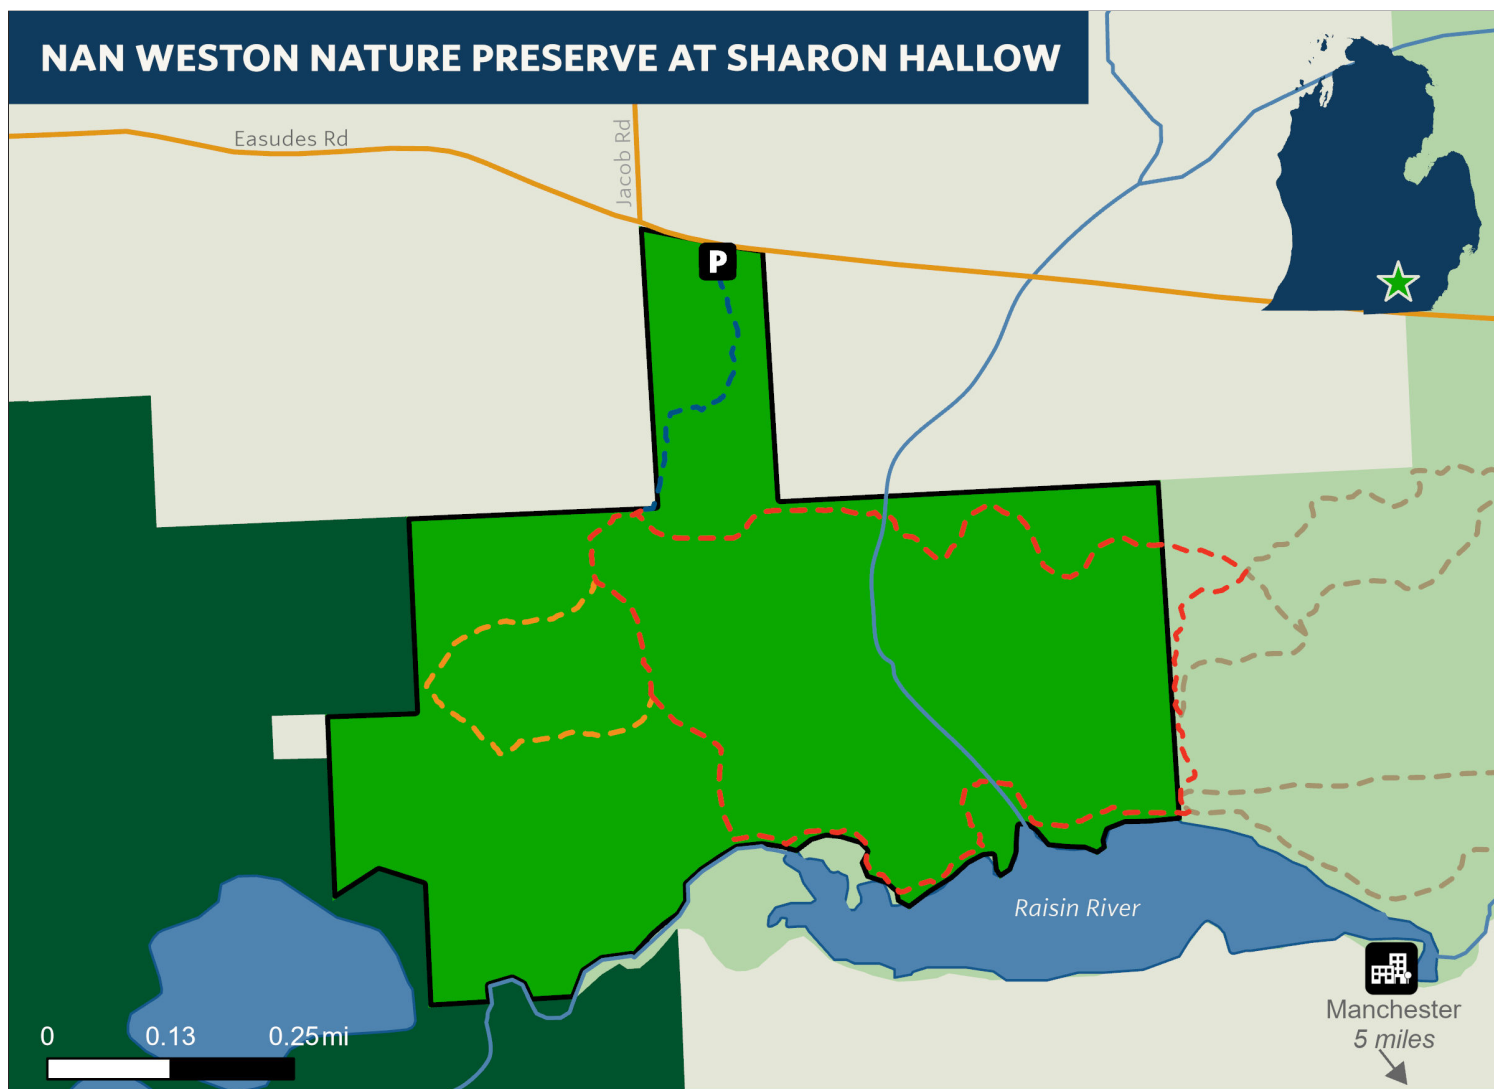 NAN WESTON NATURE PRESERVE AT SHARON HALLOW
Easudes Rd
Jacob Rd
P
Raisin River
Manchester
5 miles
0 0.13 0.25 mi